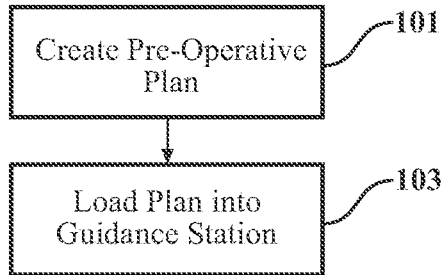 101
Create Pre-Operative
Plan
103
Load Plan into
Guidance Station